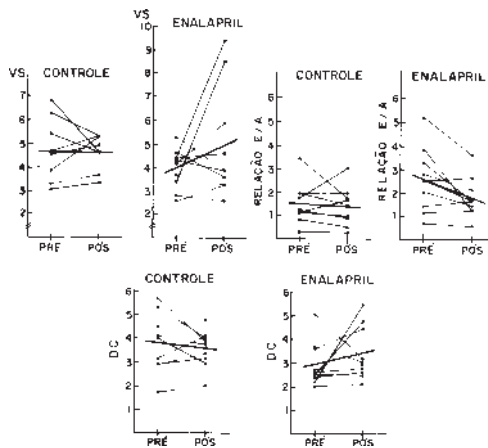 VS. CONTROLE
7
6
5
4
3
2
PRÉ PÓS
VS ENALAPRIL
10
9
8
7
6
5
4
3
2
PRÉ PÓS
CONTROLE
RELAÇÃO E/A
6
5
4
3
2
1
PRÉ PÓS
ENALAPRIL
RELAÇÃO E/A
6
5
4
3
2
1
PRÉ PÓS
CONTROLE
DC
6
5
4
3
2
1
PRÉ PÓS
ENALAPRIL
DC
6
5
4
3
2
1
PRÉ PÓS